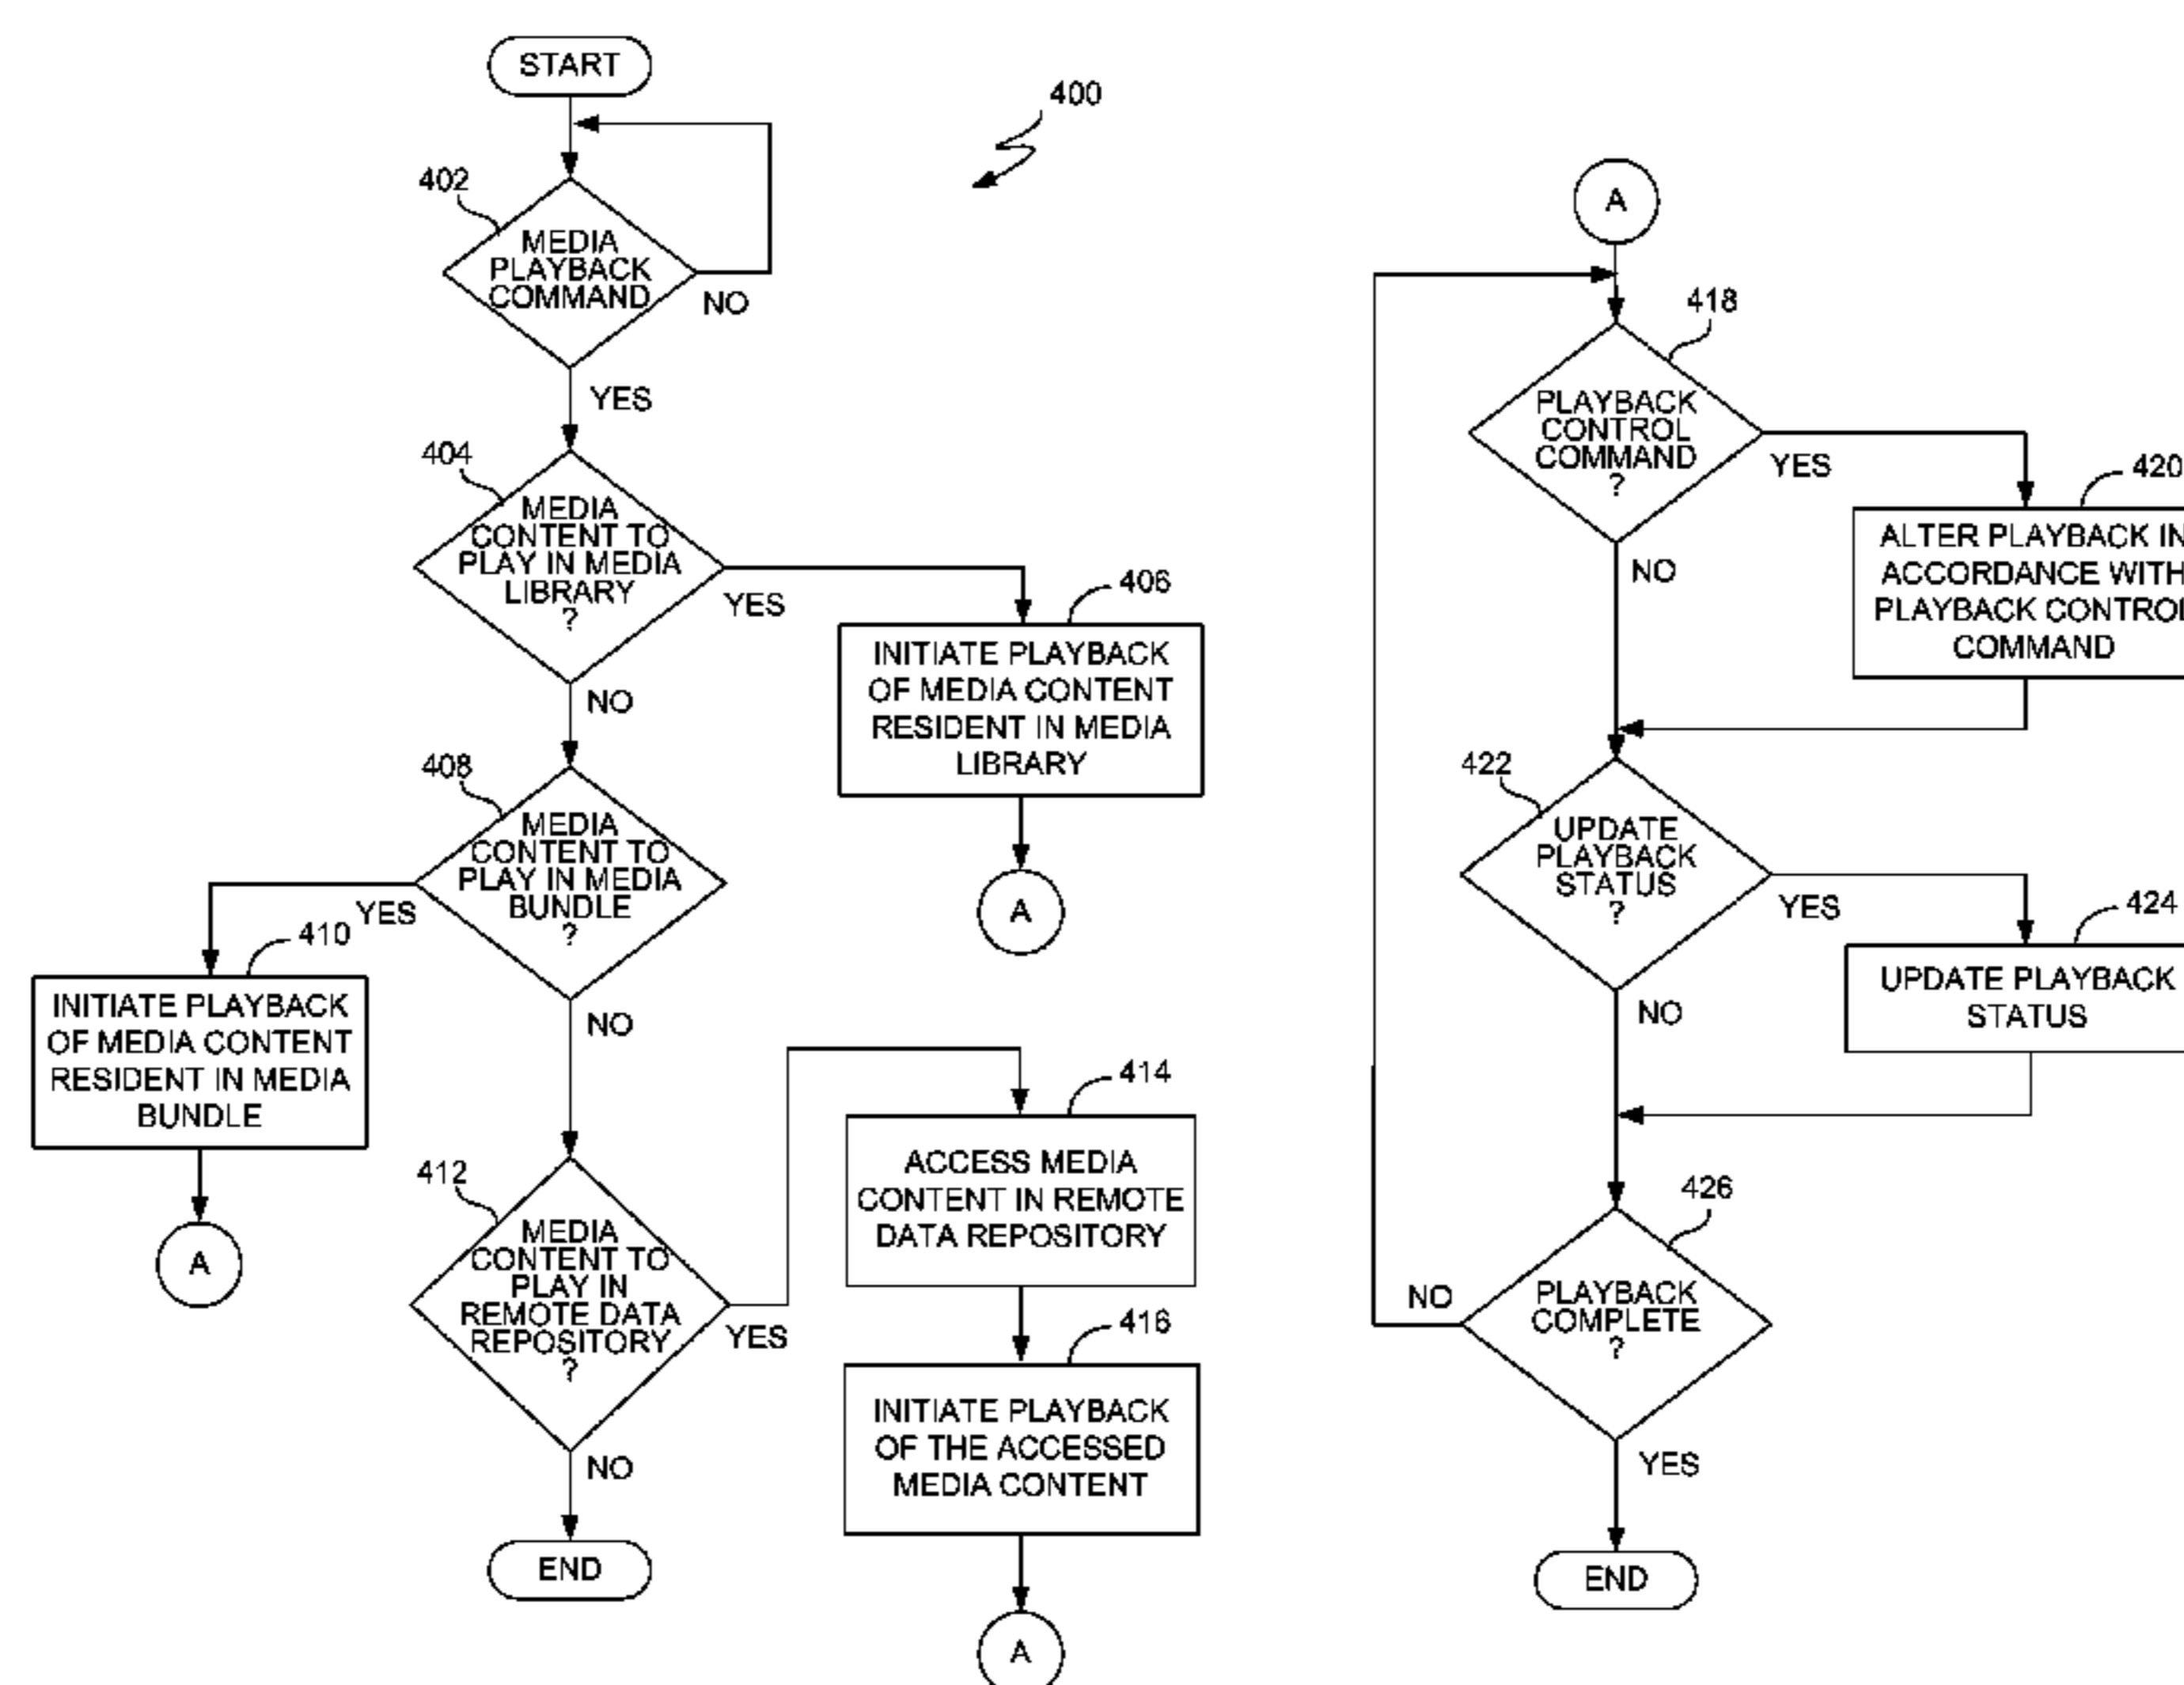 START
400
402
MEDIA
PLAYBACK
COMMAND
NO
YES
404
MEDIA
CONTENT TO
PLAY IN MEDIA
LIBRARY
?
YES
406
INITIATE PLAYBACK
OF MEDIA CONTENT
RESIDENT IN MEDIA
LIBRARY
A
NO
408
MEDIA
CONTENT TO
PLAY IN MEDIA
BUNDLE
?
YES
410
INITIATE PLAYBACK
OF MEDIA CONTENT
RESIDENT IN MEDIA
BUNDLE
A
NO
412
MEDIA
CONTENT TO
PLAY IN
REMOTE DATA
REPOSITORY
?
YES
414
ACCESS MEDIA
CONTENT IN REMOTE
DATA REPOSITORY
416
INITIATE PLAYBACK
OF THE ACCESSED
MEDIA CONTENT
A
NO
END
A
418
PLAYBACK
CONTROL
COMMAND
?
YES
420
ALTER PLAYBACK IN
ACCORDANCE WITH
PLAYBACK CONTROL
COMMAND
NO
422
UPDATE
PLAYBACK
STATUS
?
YES
424
UPDATE PLAYBACK
STATUS
NO
426
PLAYBACK
COMPLETE
?
NO
YES
END